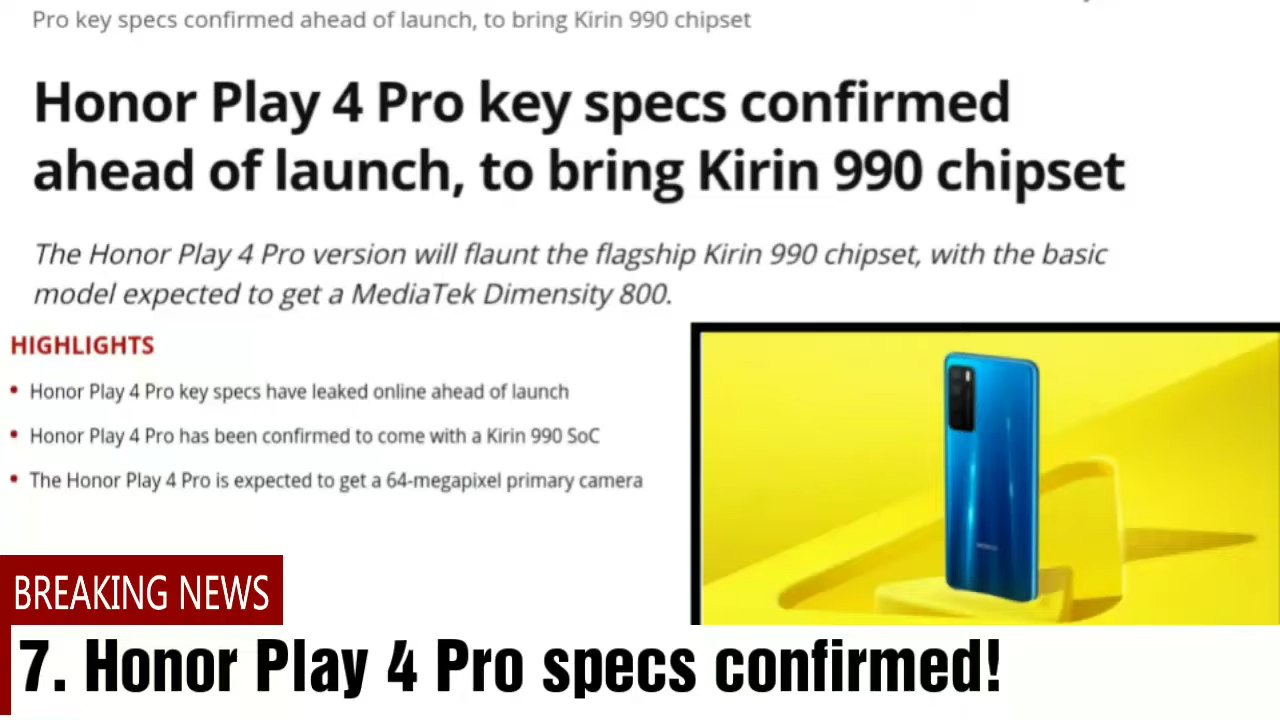 Pro key specs confirmed ahead of launch, to bring Kirin 990 chipset
Honor Play 4 Pro key specs confirmed
ahead of launch, to bring Kirin 990 chipset
The Honor Play 4 Pro version will flaunt the flagship Kirin 990 chipset, with the basic
model expected to get a MediaTek Dimensity 800.
HIGHLIGHTS
• Honor Play 4 Pro key specs have leaked online ahead of launch
• Honor Play 4 Pro has been confirmed to come with a Kirin 990 SoC
• The Honor Play 4 Pro is expected to get a 64-megapixel primary camera
HONOR
BREAKING NEWS
7. Honor Play 4 Pro specs confirmed!